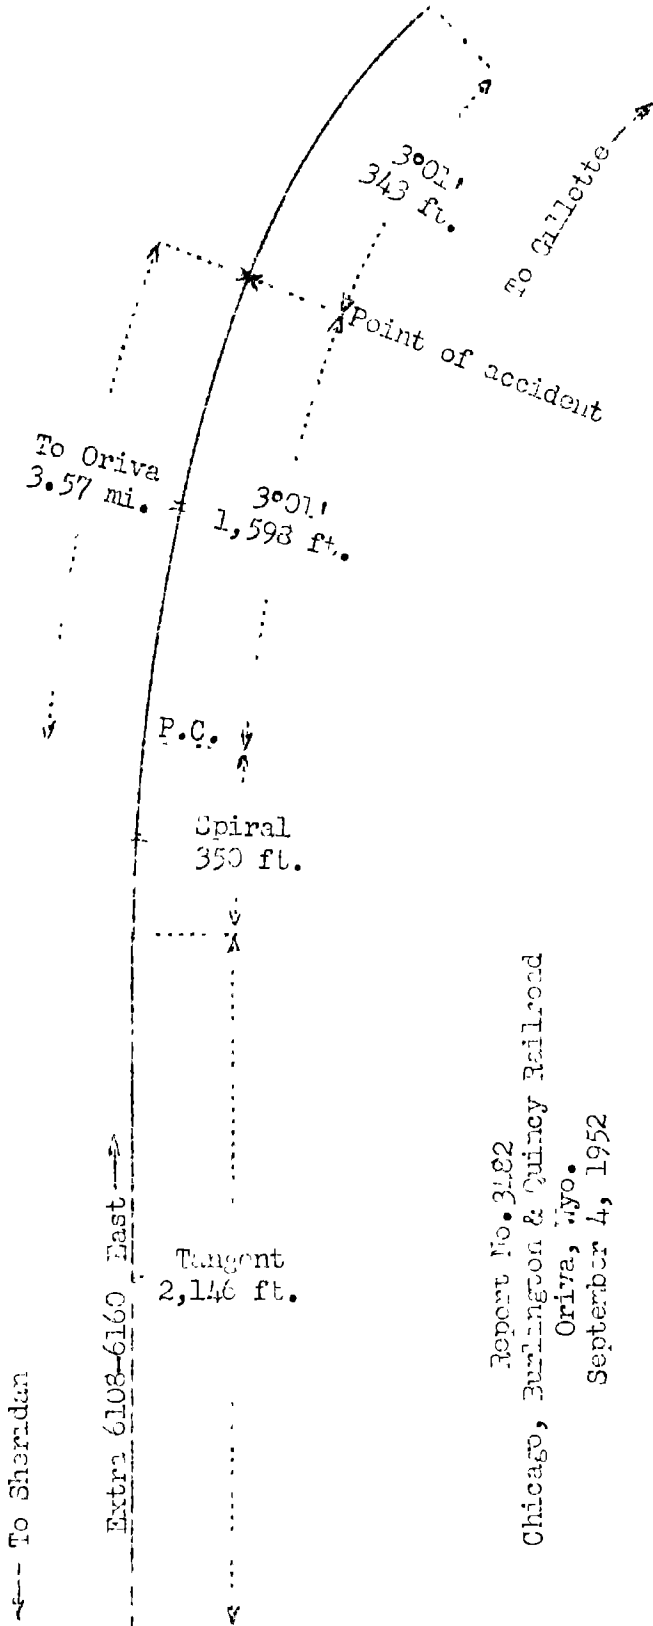 3°01'
343 ft.
To Gillette
Point of accident
To Oriva
3.57 mi.
3°01'
1,598 ft.
P.C.
Spiral
350 ft.
Tangent
2,146 ft.
Extra 6108-6160 East
To Sheridan
Report No. 3482
Chicago, Burlington & Quincy Railroad
Oriva, Wyo.
September 4, 1952